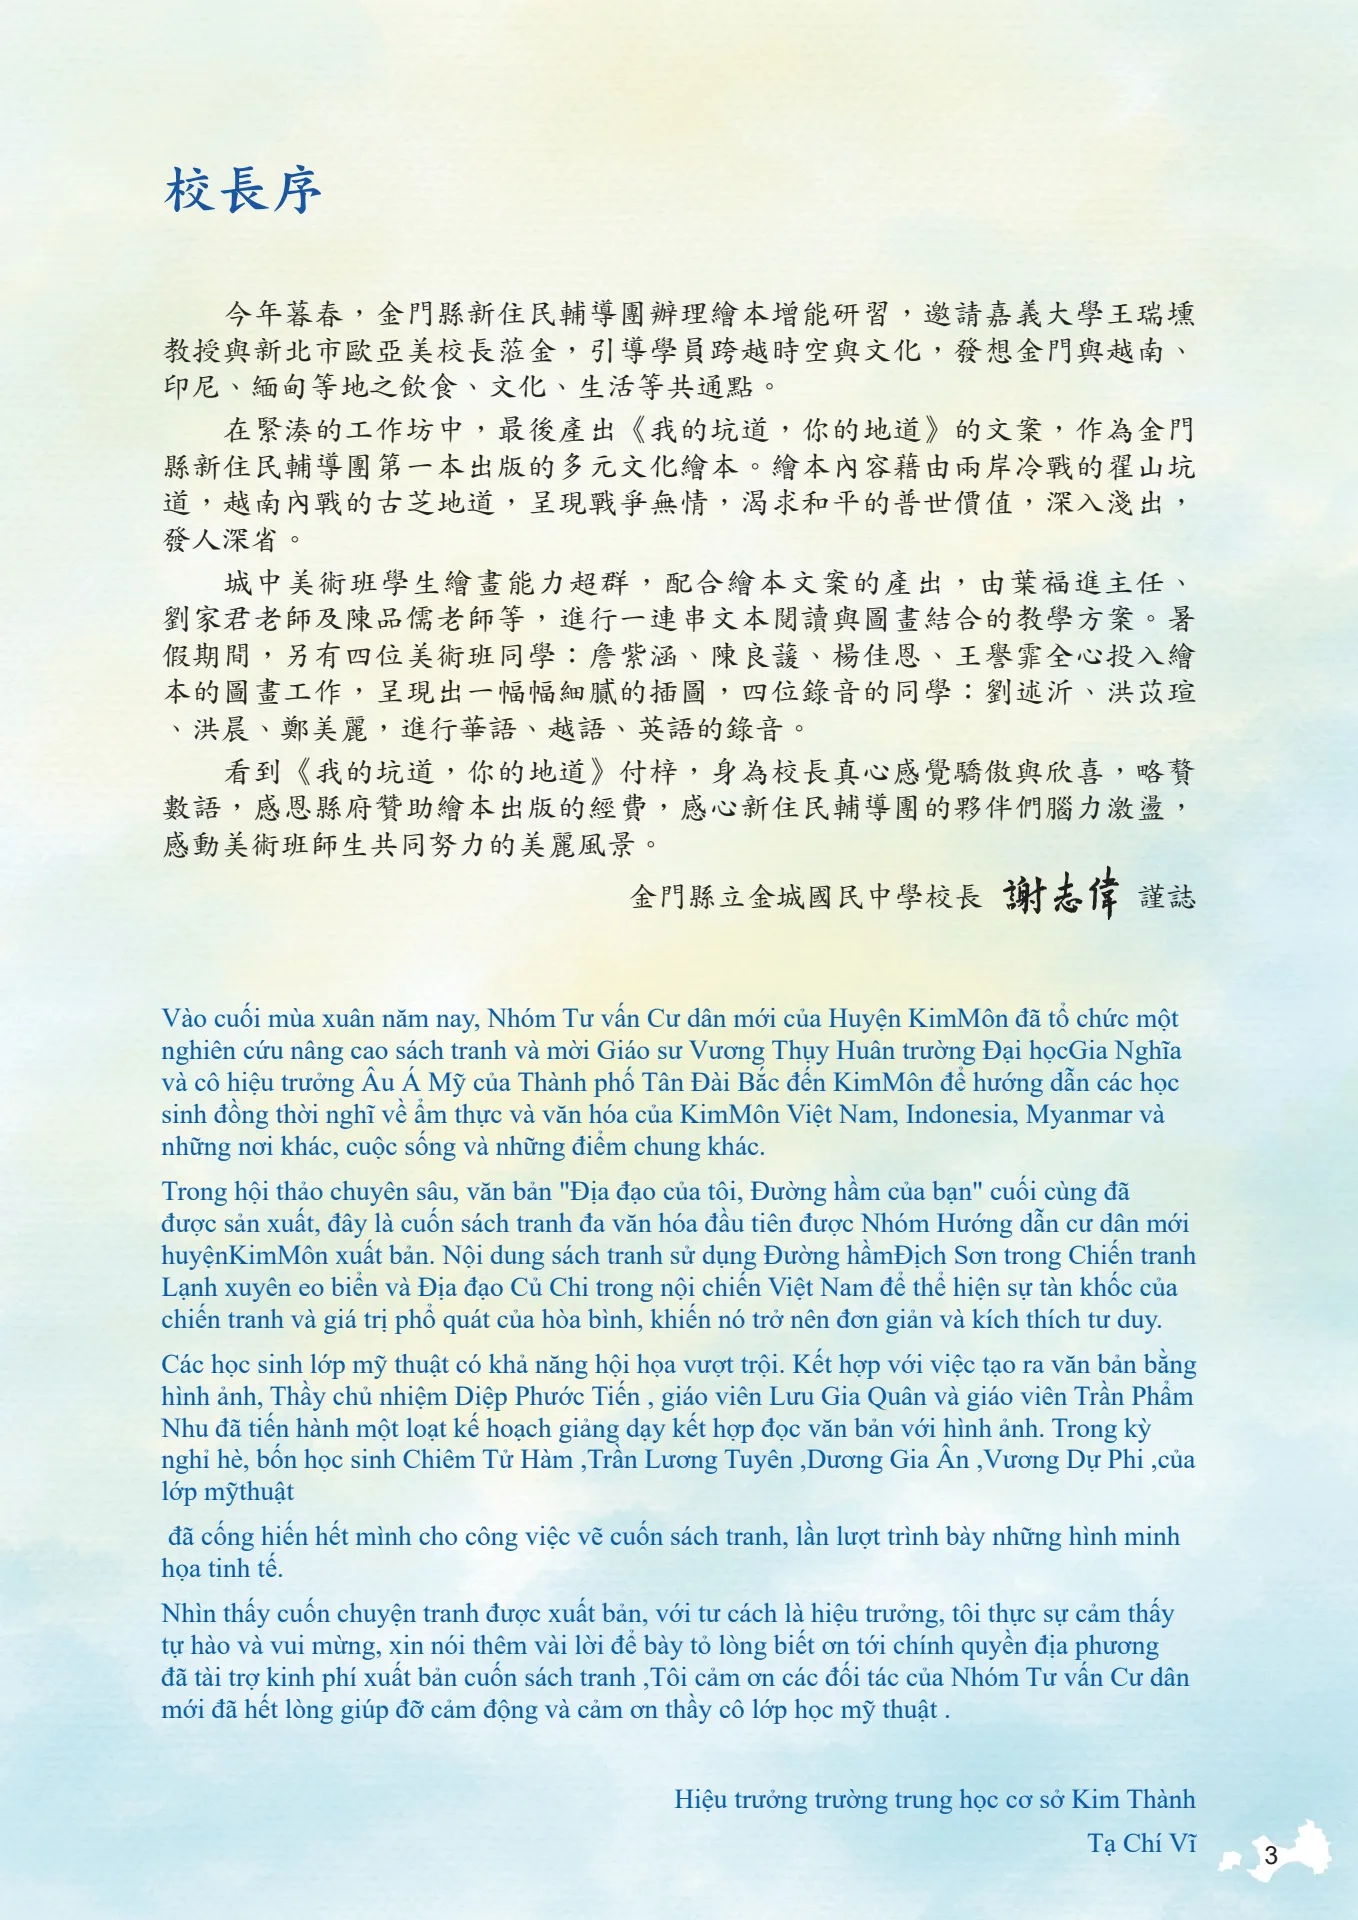 校長序
今年暮春，金門縣新住民輔導團辦理繪本增能研習，邀請嘉義大學王瑞壎
教授與新北市歐亞美校長蒞金，引導學員跨越時空與文化，發想金門與越南、
印尼、緬甸等地之飲食、文化、生活等共通點。
在緊湊的工作坊中，最後產出《我的坑道，你的地道》的文案，作為金門
縣新住民輔導團第一本出版的多元文化繪本。繪本內容藉由兩岸冷戰的翟山坑
道，越南內戰的古芝地道，呈現戰爭無情，渴求和平的普世價值，深入淺出，
發人深省。
城中美術班學生繪畫能力超群，配合繪本文案的產出，由葉福進主任、
劉家君老師及陳品儒老師等，進行一連串文本閱讀與圖畫結合的教學方案。暑
假期間，另有四位美術班同學：詹紫涵、陳良蘐、楊佳恩、王譽霏全心投入繪
本的圖畫工作，呈現出一幅幅細膩的插圖，四位錄音的同學：劉述沂、洪苡瑄
、洪晨、鄭美麗，進行華語、越語、英語的錄音。
看到《我的坑道，你的地道》付梓，身為校長真心感覺驕傲與欣喜，略贅
數語，感恩縣府贊助繪本出版的經費，感心新住民輔導團的夥伴們腦力激盪，
感動美術班師生共同努力的美麗風景。
金門縣立金城國民中學校長 謝志偉 謹誌
Vào cuối mùa xuân năm nay, Nhóm Tư vấn Cư dân mới của Huyện KimMôn đã tổ chức một
nghiên cứu nâng cao sách tranh và mời Giáo sư Vương Thụy Huân trường Đại họcGia Nghĩa
và cô hiệu trưởng Âu Á Mỹ của Thành phố Tân Đài Bắc đến KimMôn để hướng dẫn các học
sinh đồng thời nghĩ về ẩm thực và văn hóa của KimMôn Việt Nam, Indonesia, Myanmar và
những nơi khác, cuộc sống và những điểm chung khác.
Trong hội thảo chuyên sâu, văn bản "Địa đạo của tôi, Đường hầm của bạn" cuối cùng đã
được sản xuất, đây là cuốn sách tranh đa văn hóa đầu tiên được Nhóm Hướng dẫn cư dân mới
huyệnKimMôn xuất bản. Nội dung sách tranh sử dụng Đường hầmĐịch Sơn trong Chiến tranh
Lạnh xuyên eo biển và Địa đạo Củ Chi trong nội chiến Việt Nam để thể hiện sự tàn khốc của
chiến tranh và giá trị phổ quát của hòa bình, khiến nó trở nên đơn giản và kích thích tư duy.
Các học sinh lớp mỹ thuật có khả năng hội họa vượt trội. Kết hợp với việc tạo ra văn bản bằng
hình ảnh, Thầy chủ nhiệm Diệp Phước Tiến , giáo viên Lưu Gia Quân và giáo viên Trần Phẩm
Nhu đã tiến hành một loạt kế hoạch giảng dạy kết hợp đọc văn bản với hình ảnh. Trong kỳ
nghỉ hè, bốn học sinh Chiêm Tử Hàm ,Trần Lương Tuyên ,Dương Gia Ân ,Vương Dự Phi ,của
lớp mỹthuật
đã cống hiến hết mình cho công việc vẽ cuốn sách tranh, lần lượt trình bày những hình minh
họa tinh tế.
Nhìn thấy cuốn chuyện tranh được xuất bản, với tư cách là hiệu trưởng, tôi thực sự cảm thấy
tự hào và vui mừng, xin nói thêm vài lời để bày tỏ lòng biết ơn tới chính quyền địa phương
đã tài trợ kinh phí xuất bản cuốn sách tranh ,Tôi cảm ơn các đối tác của Nhóm Tư vấn Cư dân
mới đã hết lòng giúp đỡ cảm động và cảm ơn thầy cô lớp học mỹ thuật .
Hiệu trưởng trường trung học cơ sở Kim Thành
Tạ Chí Vĩ
3